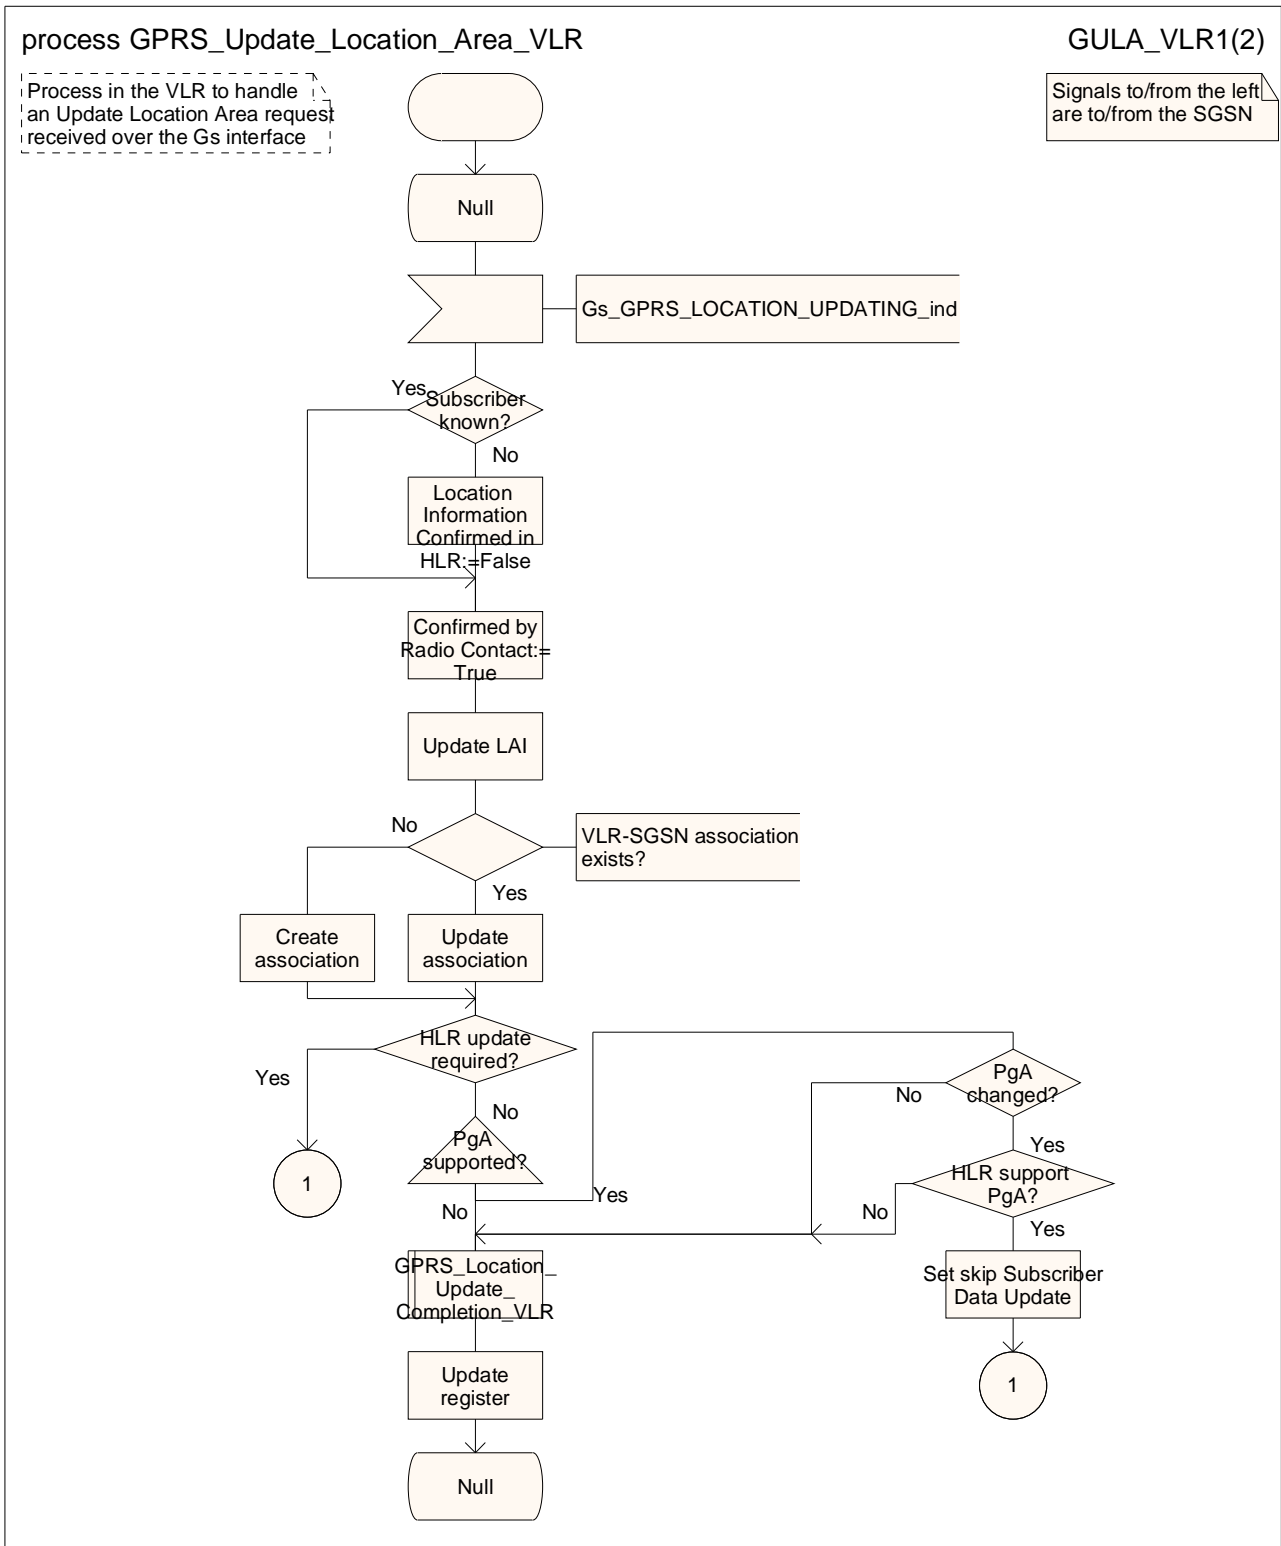 process GPRS_Update_Location_Area_VLR
GULA_VLR1(2)
Process in the VLR to handle
an Update Location Area request
received over the Gs interface
Signals to/from the left
are to/from the SGSN
Null
Gs_GPRS_LOCATION_UPDATING_ind
Yes
Subscriber
known?
No
Location
Information
Confirmed in
HLR:=False
Confirmed by
Radio Contact:=
True
Update LAI
No
VLR-SGSN association
exists?
Yes
Create
association
Update
association
HLR update
required?
Yes
No
PgA
changed?
No
PgA
supported?
Yes
1
HLR support
PgA?
Yes
No
No
Yes
GPRS_Location_
Update_
Completion_VLR
Set skip Subscriber
Data Update
Update
register
1
Null